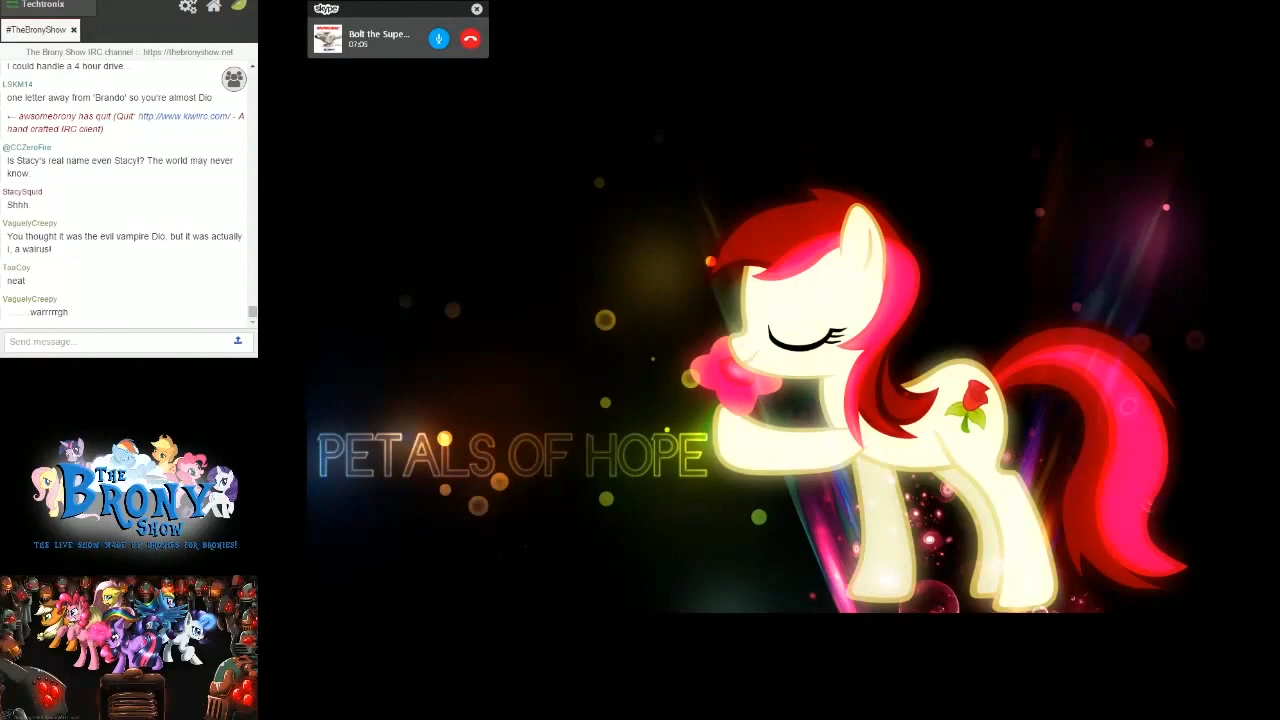 Techtronix
#TheBronyShow
The Brony Show IRC channel :: https://thebronyshow.net
I could handle a 4 hour drive...
LSKM14
one letter away from 'Brando' so you're almost Dio
← awsomebrony has quit (Quit: http://www.kiwiirc.com/ - A
hand crafted IRC client)
@CCZeroFire
Is Stacy's real name even Stacy!? The world may never
know.
StacySquid
Shhh.
VaguelyCreepy
You thought it was the evil vampire Dio, but it was actually
I, a walrus!
ToaCoy
neat
VaguelyCreepy
........warrrrrgh
Send message...
THE
BRONY
SHOW
THE LIVE SHOW MADE BY BRONIES FOR BRONIES!
skype
Bolt the Supe...
07:05
PETALS OF HOPE